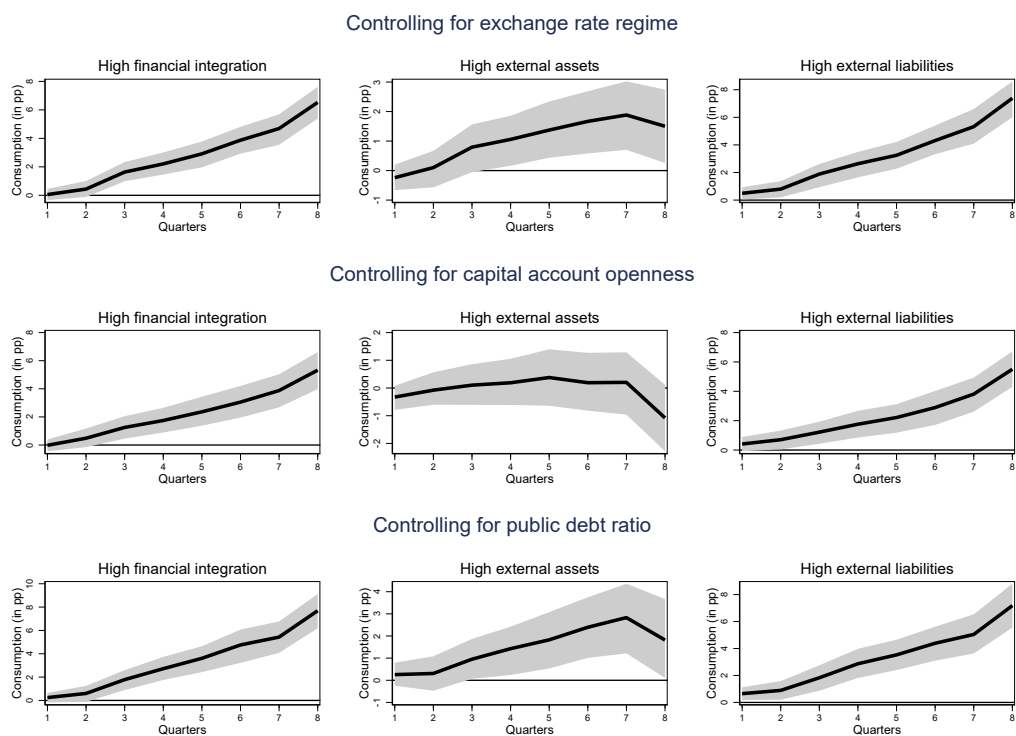 Controlling for exchange rate regime
High financial integration
High external assets
High external liabilities
Consumption (in pp)
0 2 4 6 8
1 2 3 4 5 6 7 8
Quarters
Consumption (in pp)
-1 0 1 2 3
1 2 3 4 5 6 7 8
Quarters
Consumption (in pp)
0 2 4 6 8
1 2 3 4 5 6 7 8
Quarters
Controlling for capital account openness
High financial integration
High external assets
High external liabilities
Consumption (in pp)
0 2 4 6 8
1 2 3 4 5 6 7 8
Quarters
Consumption (in pp)
-2 -1 0 1 2
1 2 3 4 5 6 7 8
Quarters
Consumption (in pp)
0 2 4 6 8
1 2 3 4 5 6 7 8
Quarters
Controlling for public debt ratio
High financial integration
High external assets
High external liabilities
Consumption (in pp)
0 2 4 6 8 10
1 2 3 4 5 6 7 8
Quarters
Consumption (in pp)
-1 0 1 2 3 4
1 2 3 4 5 6 7 8
Quarters
Consumption (in pp)
0 2 4 6 8
1 2 3 4 5 6 7 8
Quarters